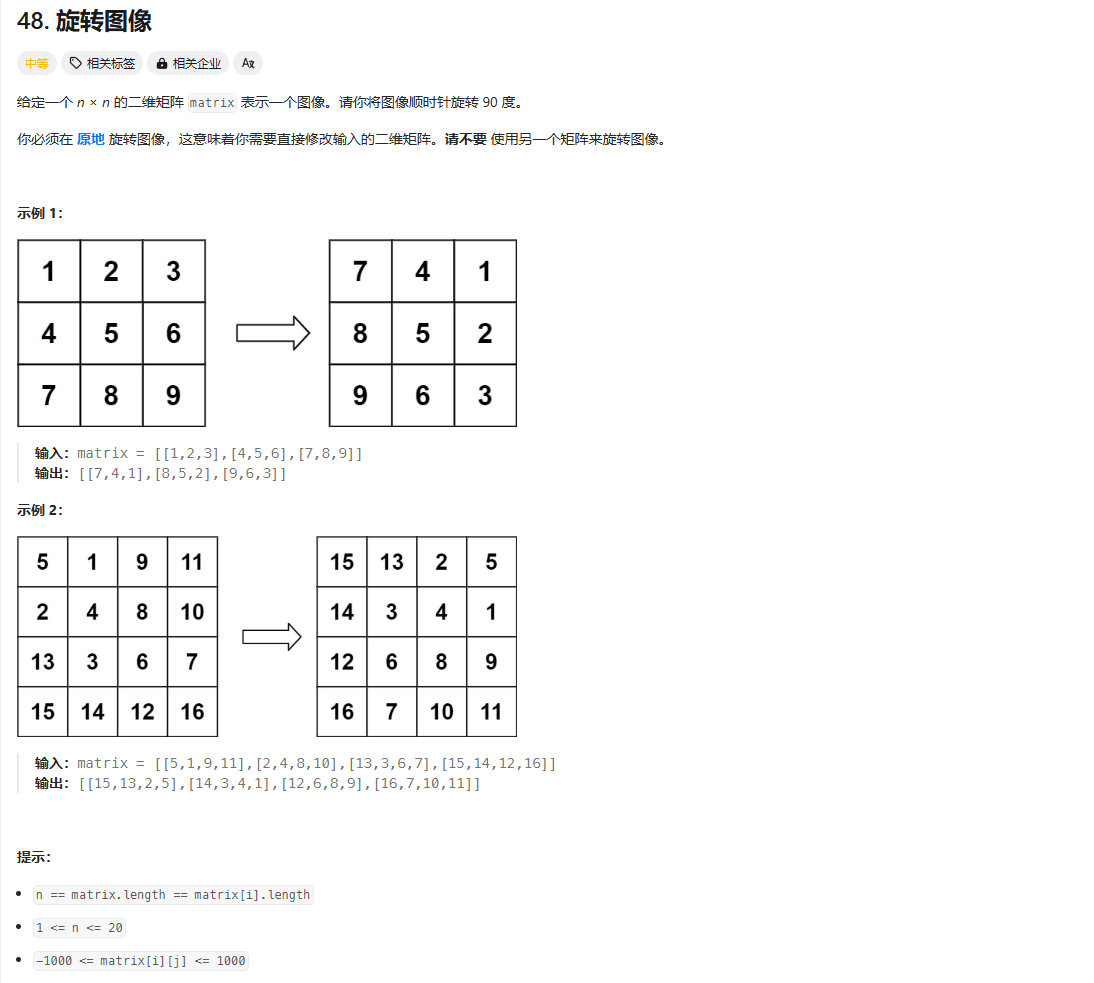 48. 旋转图像
中等 相关标签 相关企业 Aあ
给定一个 n × n 的二维矩阵 matrix 表示一个图像。请你将图像顺时针旋转 90 度。
你必须在 原地 旋转图像，这意味着你需要直接修改输入的二维矩阵。请不要 使用另一个矩阵来旋转图像。
示例 1：
1 2 3 7 4 1
4 5 6 8 5 2
7 8 9 9 6 3
输入：matrix = [[1,2,3],[4,5,6],[7,8,9]]
输出：[[7,4,1],[8,5,2],[9,6,3]]
示例 2：
5 1 9 11 15 13 2 5
2 4 8 10 14 3 4 1
13 3 6 7 12 6 8 9
15 14 12 16 16 7 10 11
输入：matrix = [[5,1,9,11],[2,4,8,10],[13,3,6,7],[15,14,12,16]]
输出：[[15,13,2,5],[14,3,4,1],[12,6,8,9],[16,7,10,11]]
提示：
n == matrix.length == matrix[i].length
1 <= n <= 20
-1000 <= matrix[i][j] <= 1000